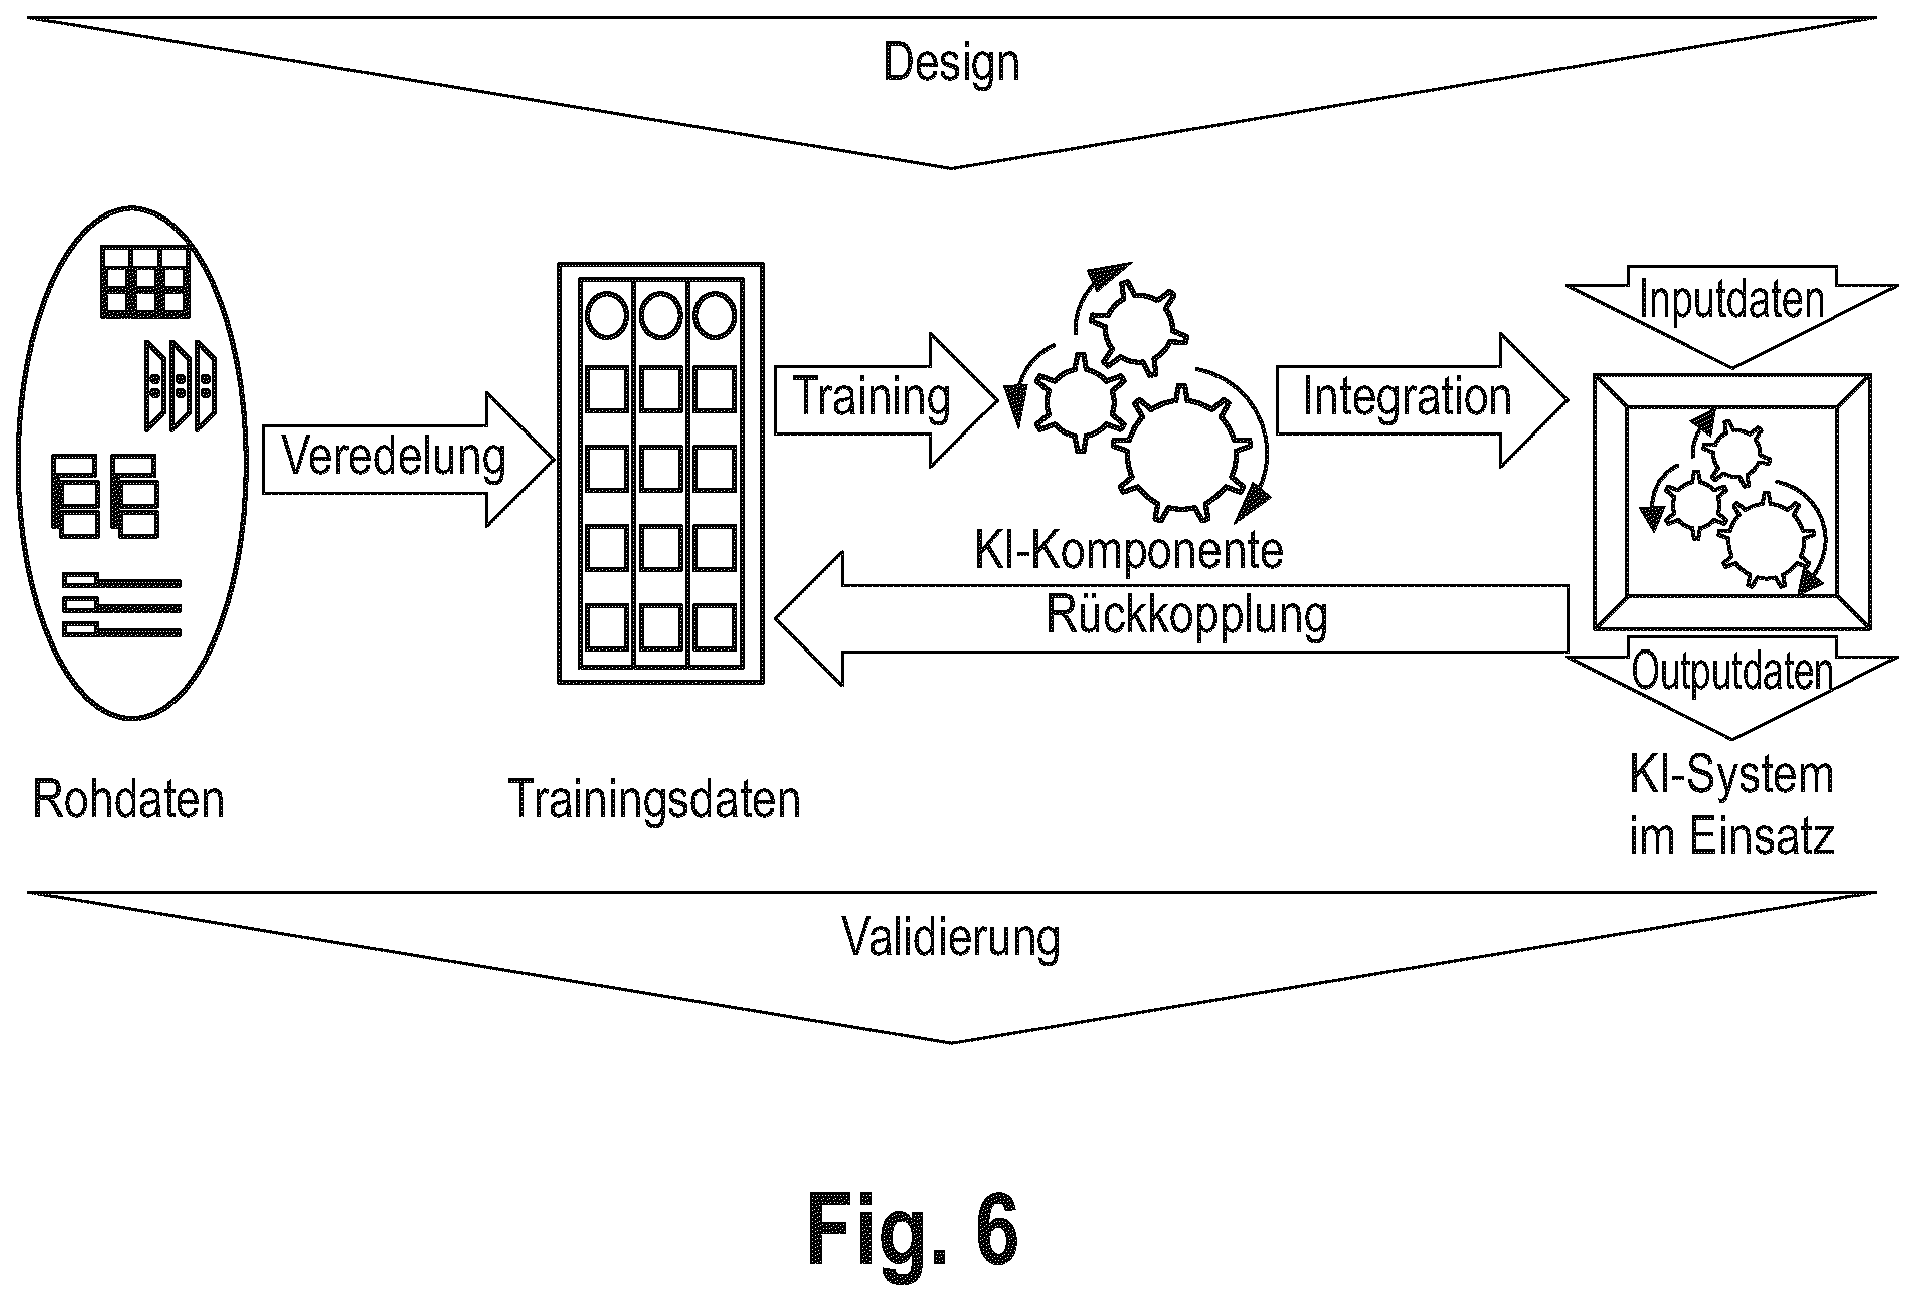 Design
Inputdaten
Veredelung
Training
Integration
KI-Komponente
Rückkopplung
Outputdaten
Rohdaten
Trainingsdaten
KI-System
im Einsatz
Validierung
Fig. 6